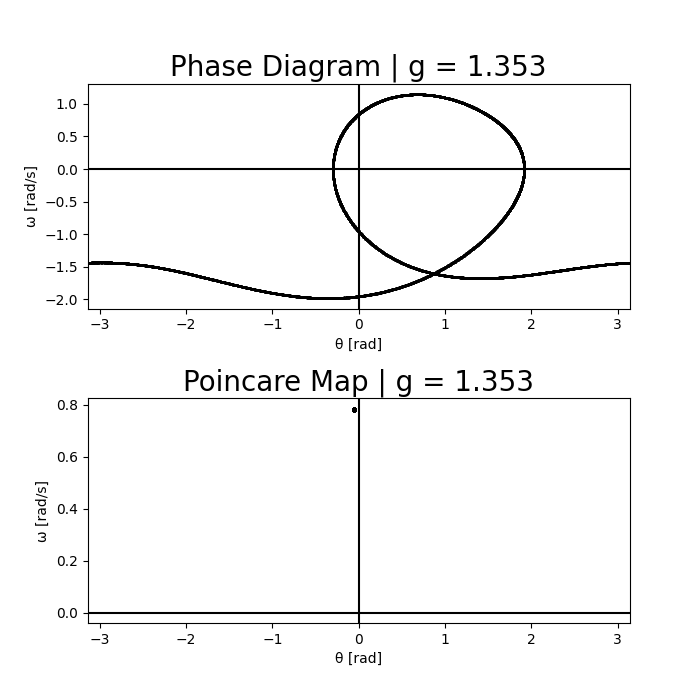 Phase Diagram | g = 1.353
1.0
0.5
0.0
−0.5
−1.0
−1.5
−2.0
ω [rad/s]
−3 −2 −1 0 1 2 3
θ [rad]
Poincare Map | g = 1.353
0.8
0.6
0.4
0.2
0.0
ω [rad/s]
−3 −2 −1 0 1 2 3
θ [rad]